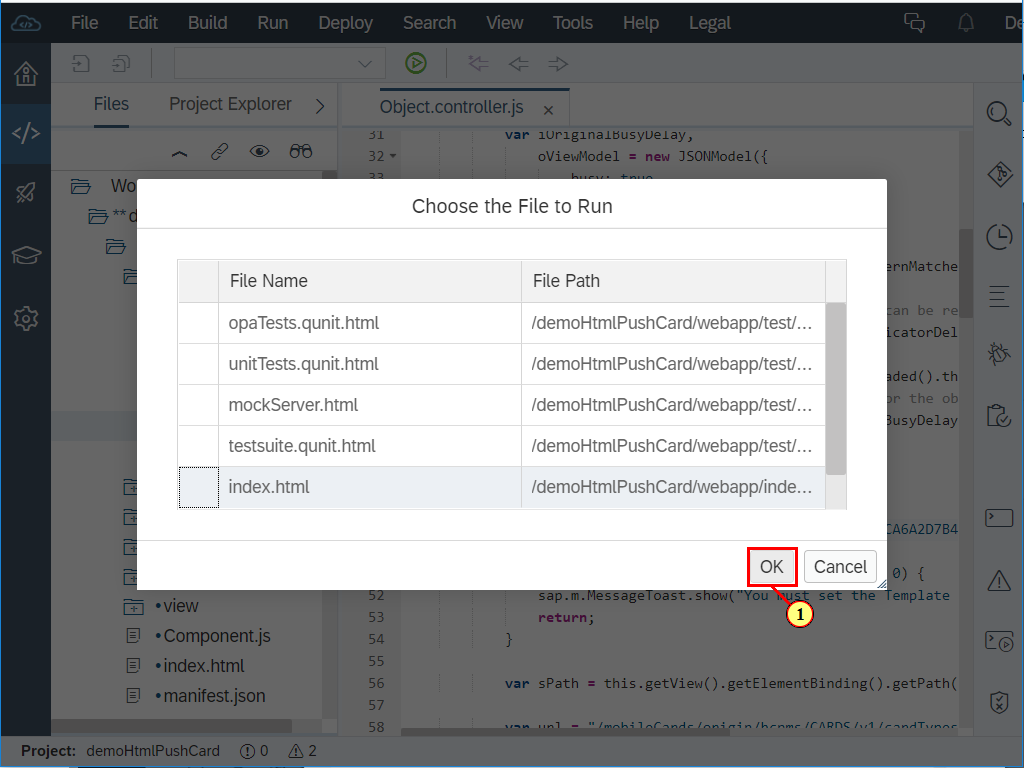 File Edit Build Run Deploy Search View Tools Help Legal De
Files Project Explorer
Object.controller.js ×
31 var iOriginalBusyDelay,
32 oViewModel = new JSONModel({
33 busy: true
Wo
**d
Choose the File to Run
File Name File Path
opaTests.qunit.html /demoHtmlPushCard/webapp/test/...
unitTests.qunit.html /demoHtmlPushCard/webapp/test/...
mockServer.html /demoHtmlPushCard/webapp/test/...
testsuite.qunit.html /demoHtmlPushCard/webapp/test/...
index.html /demoHtmlPushCard/webapp/inde...
OK Cancel
1
ernMatche
can be re
icatorDel
aded().th
or the ob
BusyDelay
CA6A2D7B4
0) {
52 sap.m.MessageToast.show("You must set the Template
53 return;
54 }
55
56 var sPath = this.getView().getElementBinding().getPath(
57
58 var url = "/mobileCards/origin/hcpms/CARDS/v1/cardTypes
•view
•Component.js
•index.html
•manifest.json
Project: demoHtmlPushCard 0 2